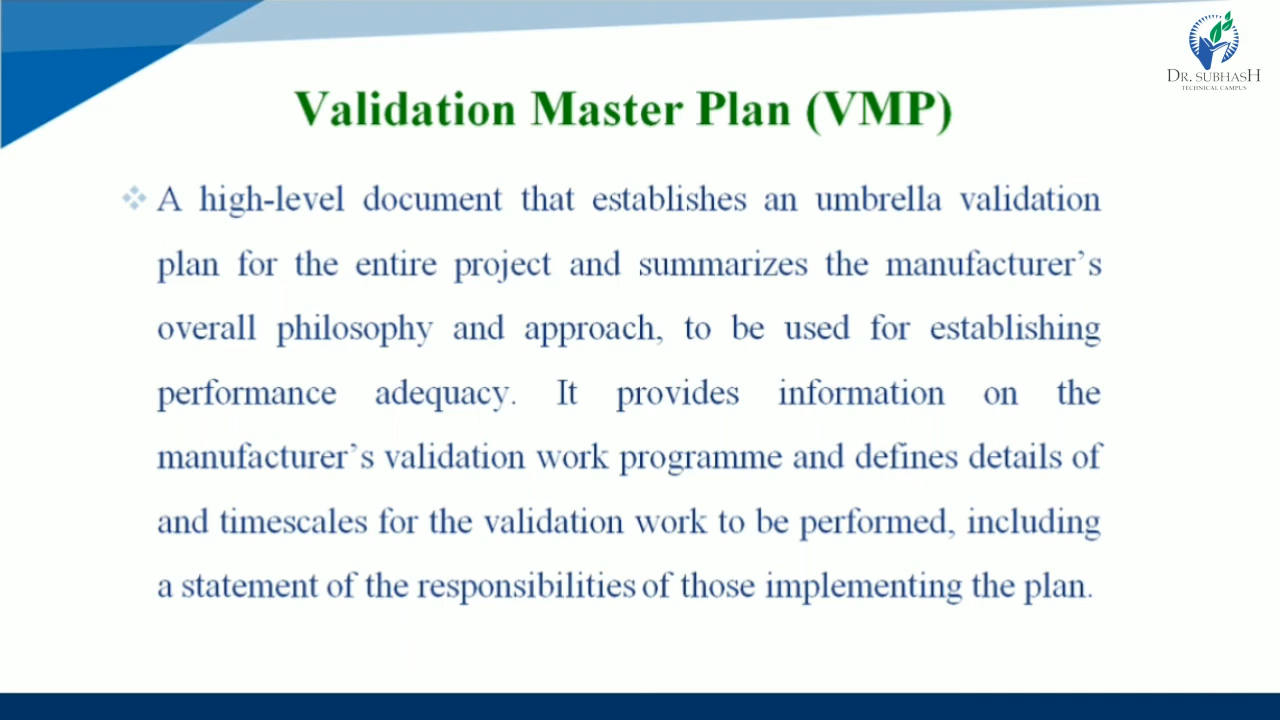 DR. SUBHASH
TECHNICAL CAMPUS
Validation Master Plan (VMP)
A high-level document that establishes an umbrella validation
plan for the entire project and summarizes the manufacturer’s
overall philosophy and approach, to be used for establishing
performance adequacy. It provides information on the
manufacturer’s validation work programme and defines details of
and timescales for the validation work to be performed, including
a statement of the responsibilities of those implementing the plan.